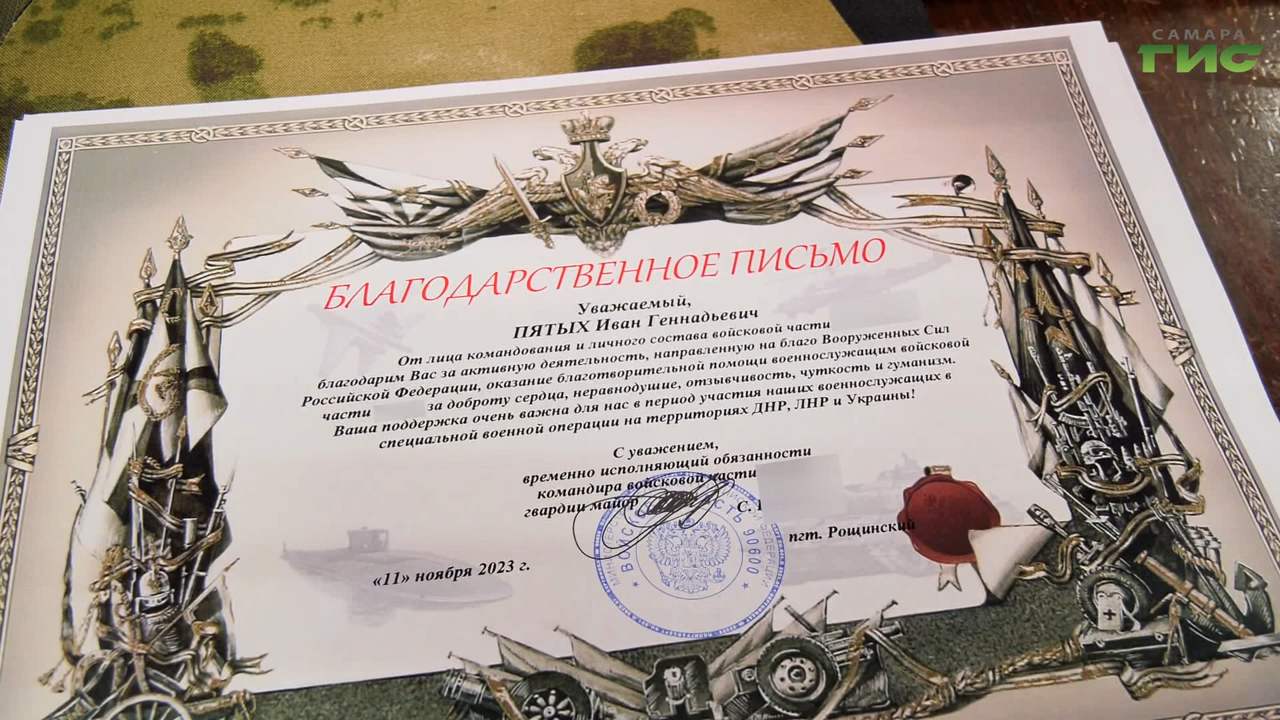 САМАРА
ГИС
БЛАГОДАРСТВЕННОЕ ПИСЬМО
Уважаемый,
ПЯТЫХ Иван Геннадьевич
От лица командования и личного состава войсковой части
благодарим Вас за активную деятельность, направленную на благо Вооруженных Сил
Российской Федерации, оказание благотворительной помощи военнослужащим войсковой
части за доброту сердца, неравнодушие, отзывчивость, чуткость и гуманизм.
Ваша поддержка очень важна для нас в период участия наших военнослужащих в
специальной военной операции на территориях ДНР, ЛНР и Украины!
С уважением,
временно исполняющий обязанности
командира войсковой части
гвардии майор С.
пгт. Рощинский
«11» ноября 2023 г.
ЧАСТЬ 90600